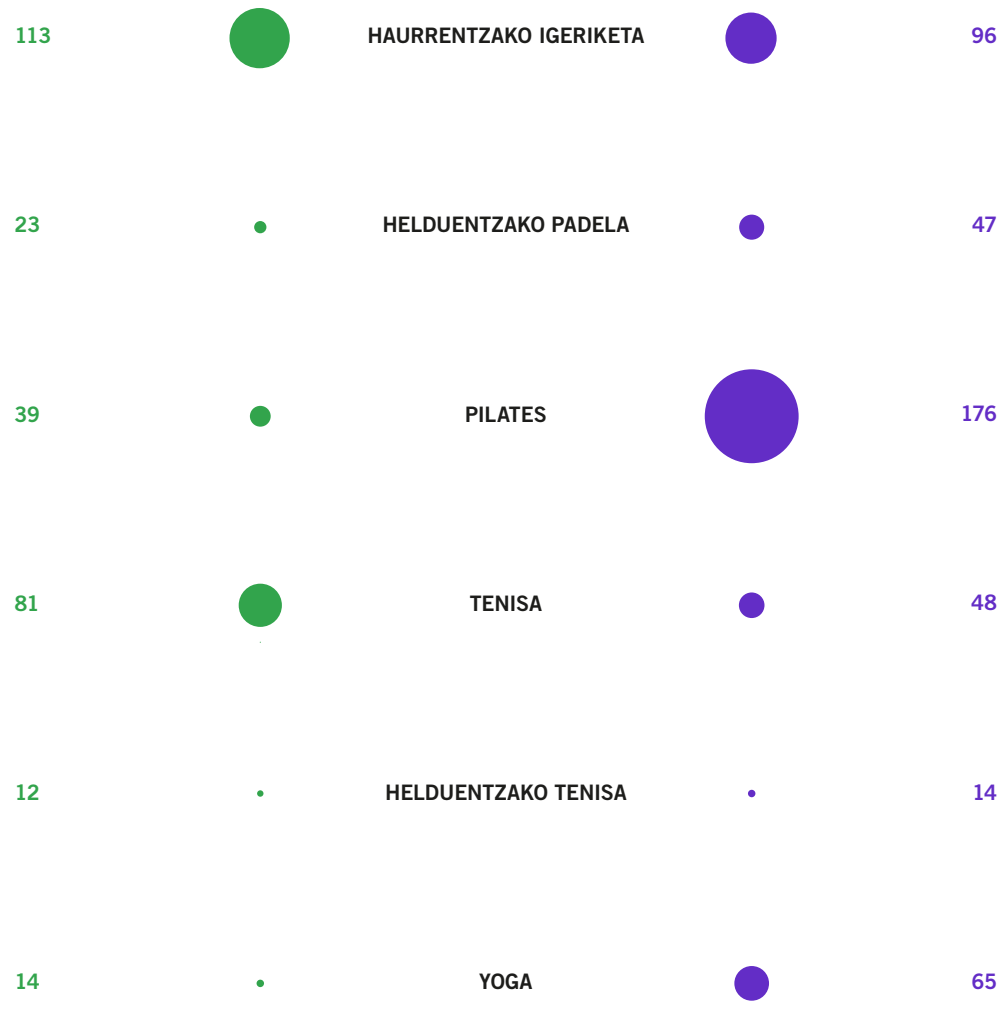 113 HAURRENTZAKO IGERIKETA 96
23 HELDUENTZAKO PADELA 47
39 PILATES 176
81 TENISA 48
12 HELDUENTZAKO TENISA 14
14 YOGA 65